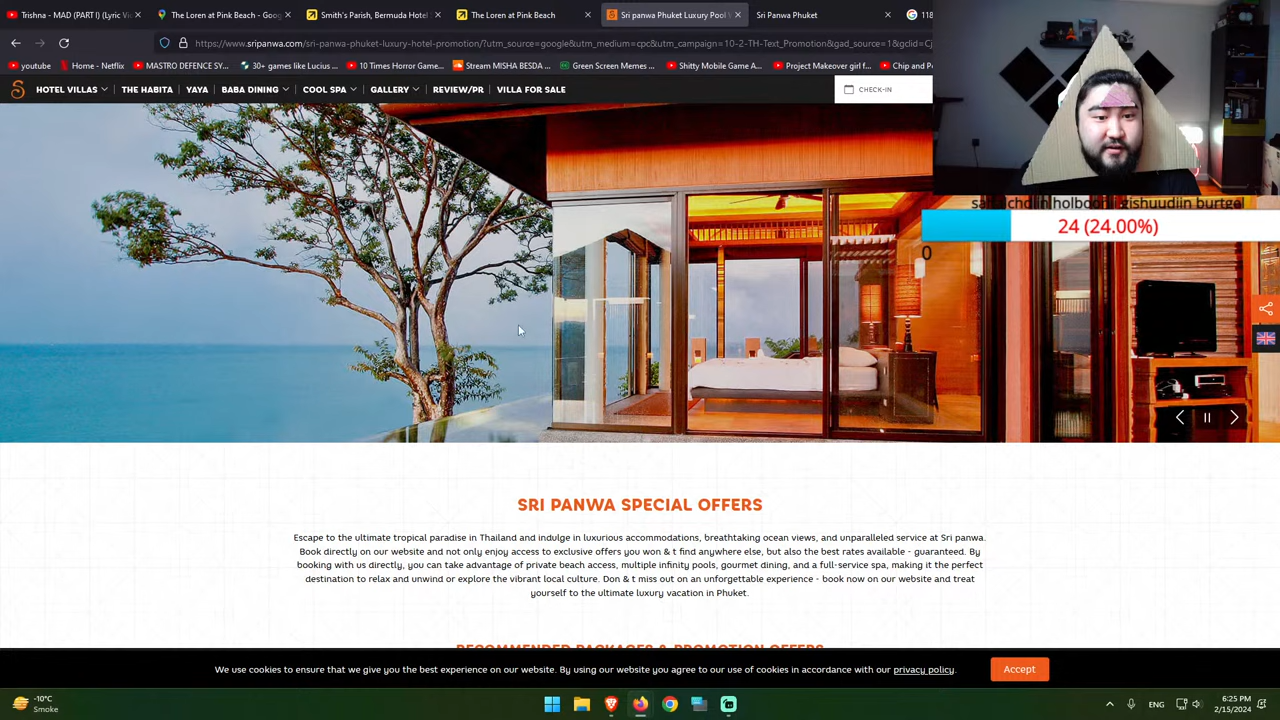 Trishna - MAD (PART I) (Lyric Vi
The Loren at Pink Beach - Goog
Smith's Parish, Bermuda Hotel
The Loren at Pink Beach
Sri panwa Phuket Luxury Pool V
Sri Panwa Phuket
118
https://www.sripanwa.com/sri-panwa-phuket-luxury-hotel-promotion/?utm_source=google&utm_medium=cpc&utm_campaign=10-2-TH-Text_Promotion&gad_source=1&gclid=Cj
youtube
Home - Netflix
MASTRO DEFENCE SY...
30+ games like Lucius ...
10 Times Horror Game...
Stream MISHA BESDA ...
Green Screen Memes ...
Shitty Mobile Game A...
Project Makeover girl f...
Chip and Po
HOTEL VILLAS
THE HABITA
YAYA
BABA DINING
COOL SPA
GALLERY
REVIEW/PR
VILLA FOR SALE
CHECK-IN
24 (24.00%)
0
SRI PANWA SPECIAL OFFERS
Escape to the ultimate tropical paradise in Thailand and indulge in luxurious accommodations, breathtaking ocean views, and unparalleled service at Sri panwa.
Book directly on our website and not only enjoy access to exclusive offers you won & t find anywhere else, but also the best rates available - guaranteed. By
booking with us directly, you can take advantage of private beach access, multiple infinity pools, gourmet dining, and a full-service spa, making it the perfect
destination to relax and unwind or explore the vibrant local culture. Don & t miss out on an unforgettable experience - book now on our website and treat
yourself to the ultimate luxury vacation in Phuket.
RECOMMENDED PACKAGES & PROMOTION OFFERS
We use cookies to ensure that we give you the best experience on our website. By using our website you agree to our use of cookies in accordance with our privacy policy.
Accept
-10°C
Smoke
ENG
6:25 PM
2/15/2024